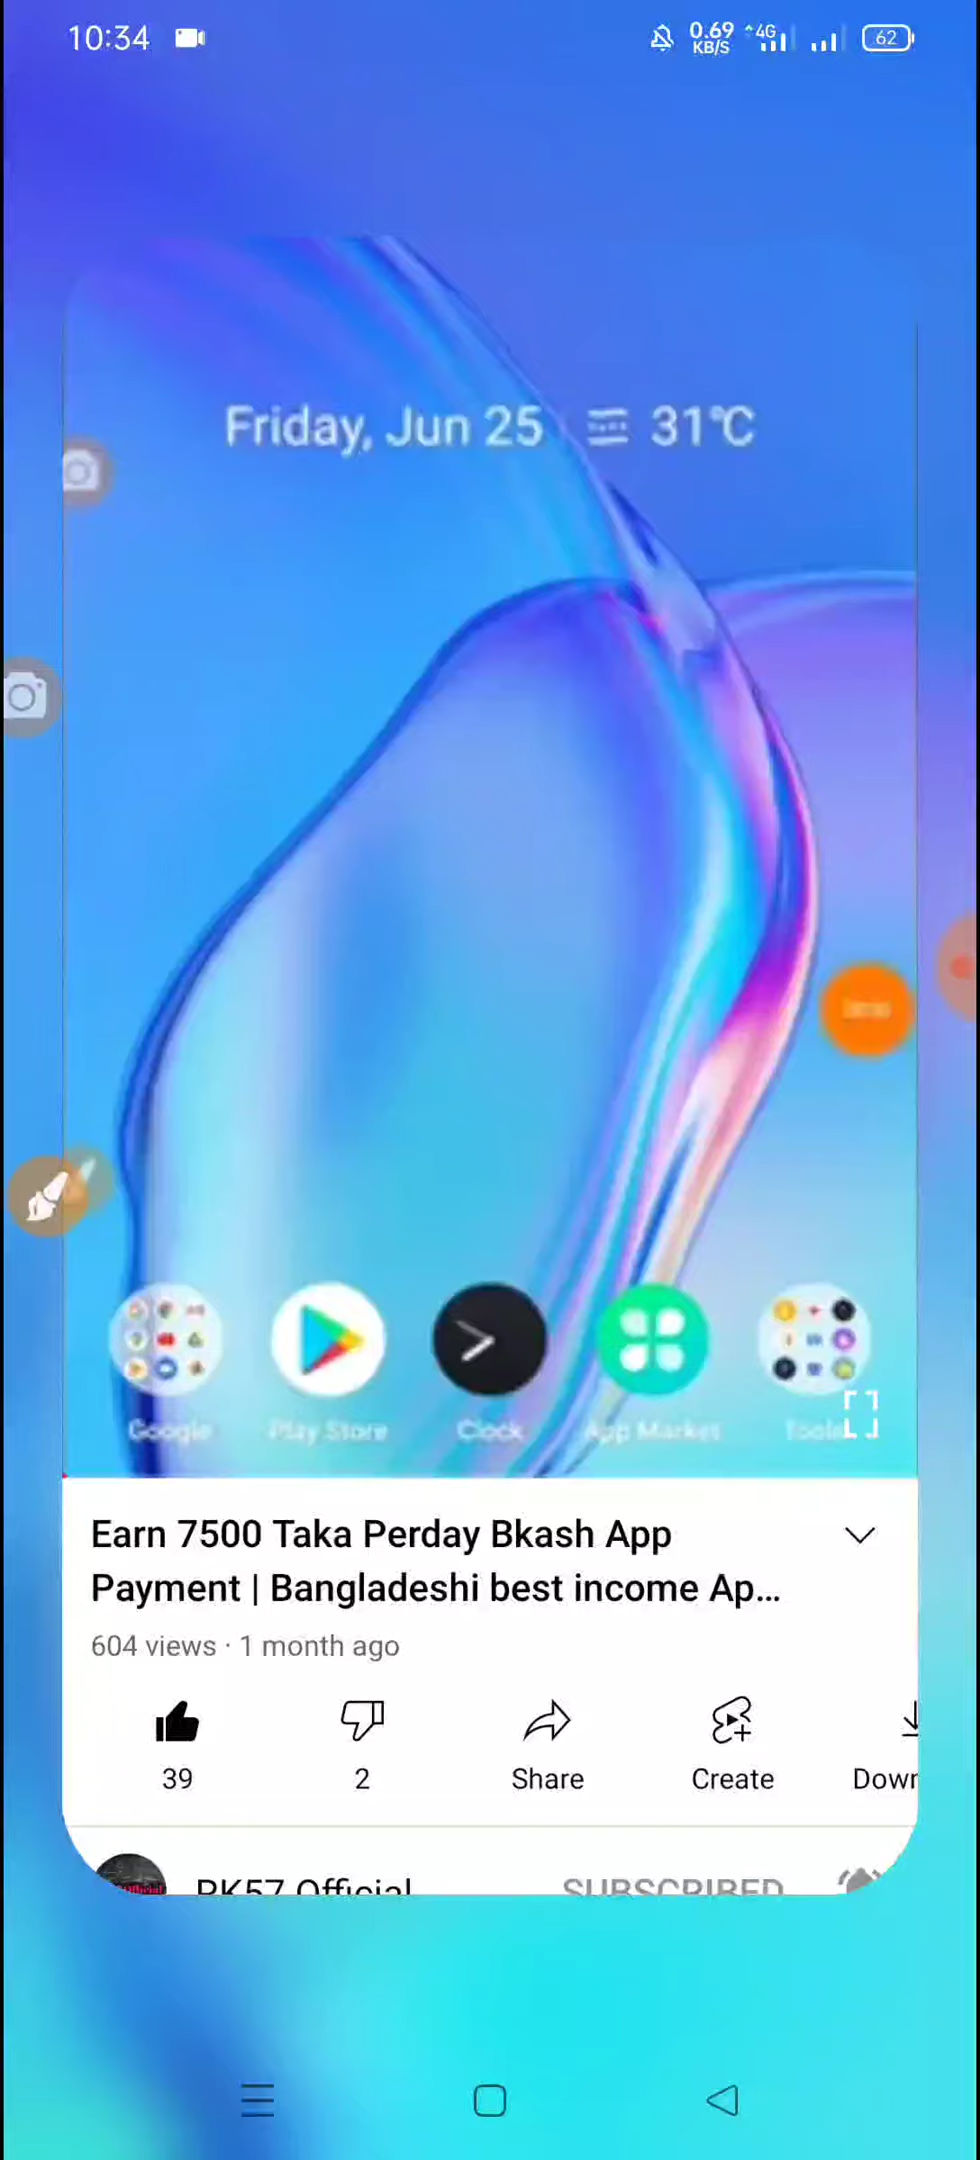 10:34
0.69
KB/S
4G
62
Friday, Jun 25 31°C
Google Play Store Clock App Market Tools
Earn 7500 Taka Perday Bkash App
Payment | Bangladeshi best income Ap...
604 views · 1 month ago
39 2 Share Create Down
Official SUBSCRIBED